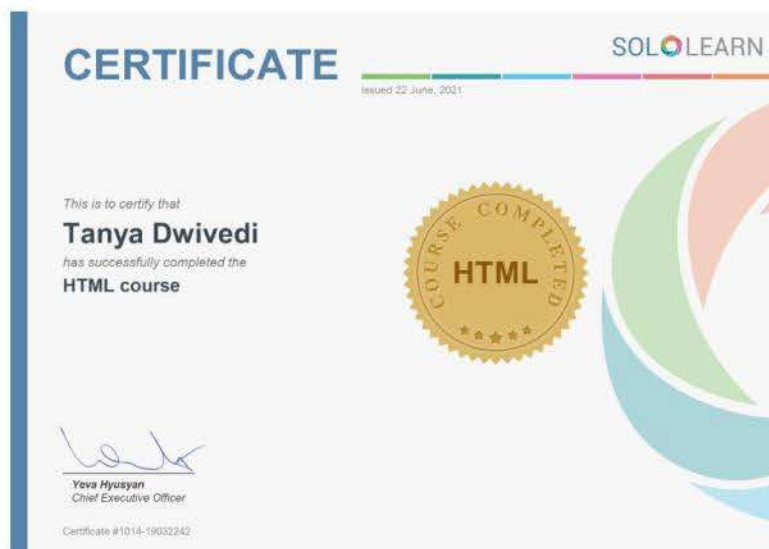 CERTIFICATE
SOLOLEARN
Issued 22 June, 2021
This is to certify that
Tanya Dwivedi
has successfully completed the
HTML course
COURSE COMPLETED
HTML
Yeva Hyusyan
Chief Executive Officer
Certificate #1014-19032242